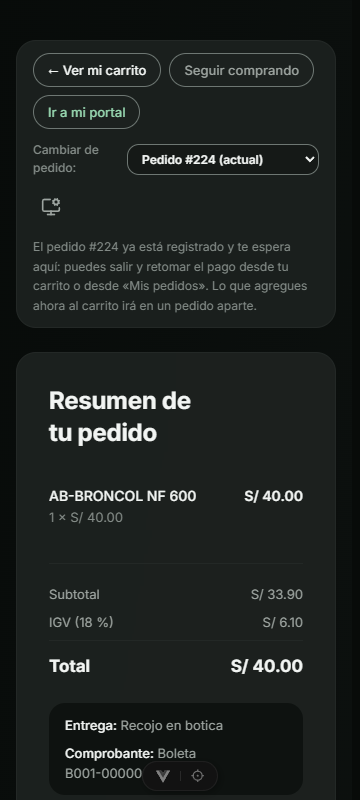 ← Ver mi carrito
Seguir comprando
Ir a mi portal
Cambiar de
pedido:
Pedido #224 (actual)
El pedido #224 ya está registrado y te espera
aquí: puedes salir y retomar el pago desde tu
carrito o desde «Mis pedidos». Lo que agregues
ahora al carrito irá en un pedido aparte.
Resumen de
tu pedido
AB-BRONCOL NF 600 S/ 40.00
1 × S/ 40.00
Subtotal S/ 33.90
IGV (18 %) S/ 6.10
Total S/ 40.00
Entrega: Recojo en botica
Comprobante: Boleta
B001-00000